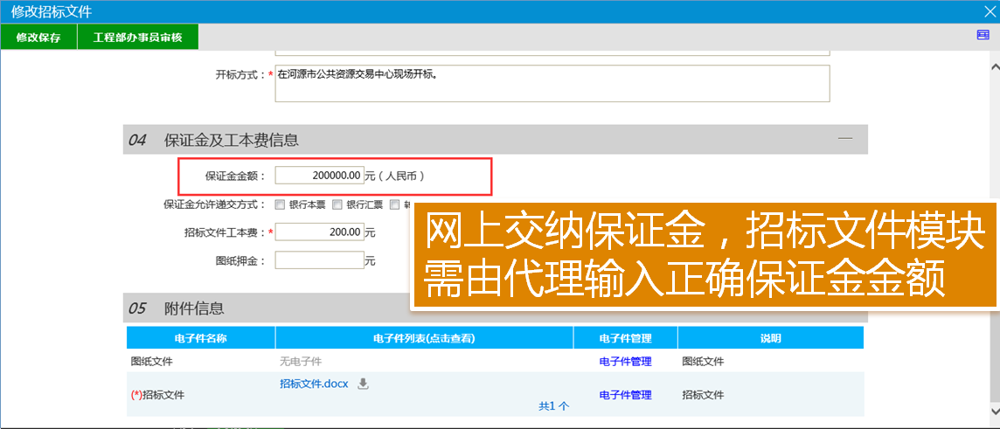 修改招标文件
修改保存 工程部办事员审核
开标方式：* 在河源市公共资源交易中心现场开标。
04 保证金及工本费信息
保证金金额： 200000.00 元（人民币）
保证金允许递交方式： 银行本票 银行汇票
招标文件工本费：* 200.00 元
图纸押金： 元
网上交纳保证金，招标文件模块
需由代理输入正确保证金金额
05 附件信息
电子件名称 电子件列表(点击查看) 电子件管理 说明
图纸文件 无电子件 电子件管理 图纸文件
(*)招标文件 招标文件.docx 电子件管理 招标文件
共1 个